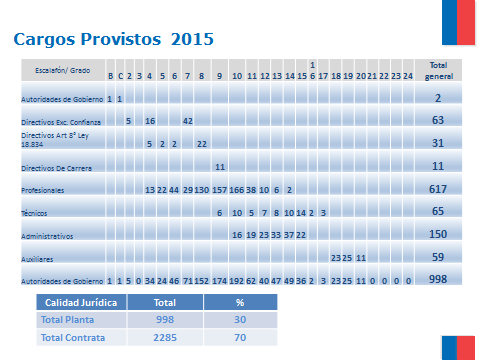 Cargos Provistos 2015
Escalafón/ Grado B C 2 3 4 5 6 7 8 9 10 11 12 13 14 15 16 17 18 19 20 21 22 23 24 Total general
Autoridades de Gobierno 1 1 2
Directivos Exc. Confianza 5 16 42 63
Directivos Art 8° Ley
18.834 5 2 2 22 31
Directivos De Carrera 11 11
Profesionales 13 22 44 29 130 157 166 38 10 6 2 617
Técnicos 6 10 5 7 8 10 14 2 3 65
Administrativos 16 19 23 33 37 22 150
Auxiliares 23 25 11 59
Autoridades de Gobierno 1 1 5 0 34 24 46 71 152 174 192 62 40 47 49 36 2 3 23 25 11 0 0 0 0 998
Calidad Jurídica Total %
Total Planta 998 30
Total Contrata 2285 70